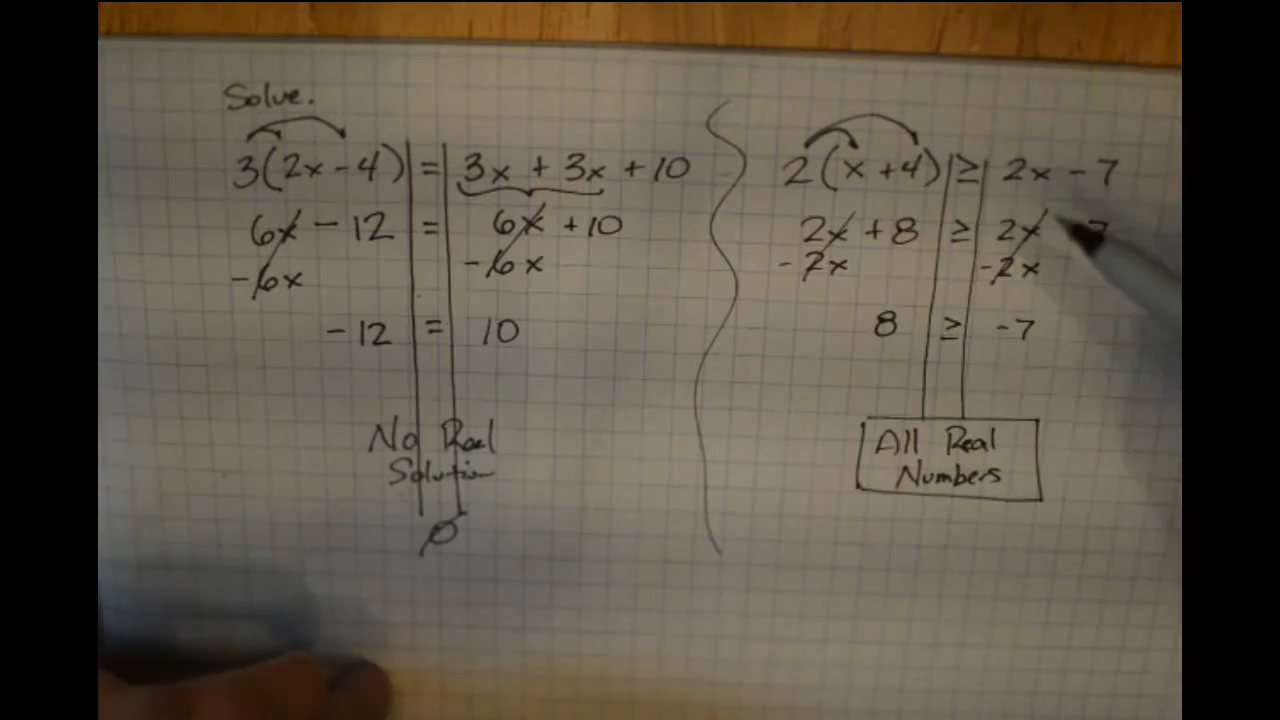 Solve.
3(2x - 4) = 3x + 3x + 10
6x - 12 = 6x + 10
-6x -6x
-12 = 10
No Real
Solution
∅
2(x + 4) ≥ 2x - 7
2x + 8 ≥ 2x 7
-2x -2x
8 ≥ -7
All Real
Numbers